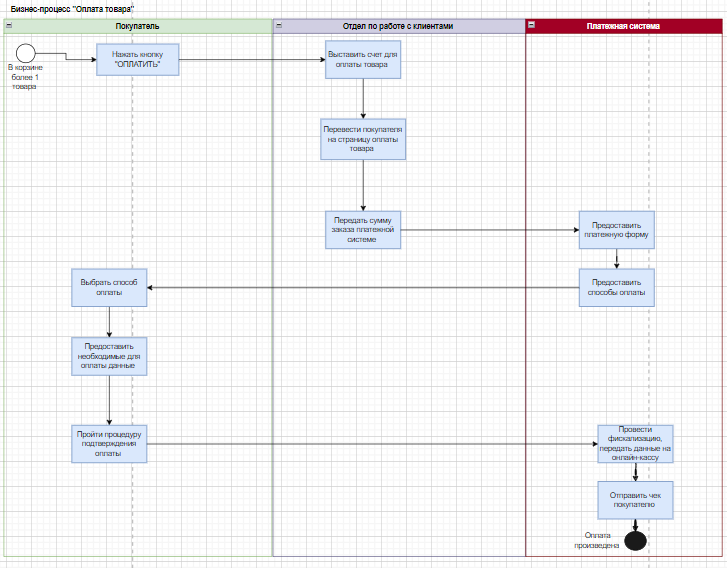 Бизнес-процесс "Оплата товара"
Покупатель
Отдел по работе с клиентами
Платежная система
В корзине
более 1
товара
Нажать кнопку
"ОПЛАТИТЬ"
Выставить счет для
оплаты товара
Перевести покупателя
на страницу оплаты
товара
Передать сумму
заказа платежной
системе
Предоставить
платежную форму
Предоставить
способы оплаты
Выбрать способ
оплаты
Предоставить
необходимые для
оплаты данные
Пройти процедуру
подтверждения
оплаты
Провести
фискализацию,
передать данные на
онлайн-кассу
Отправить чек
покупателю
Оплата
произведена